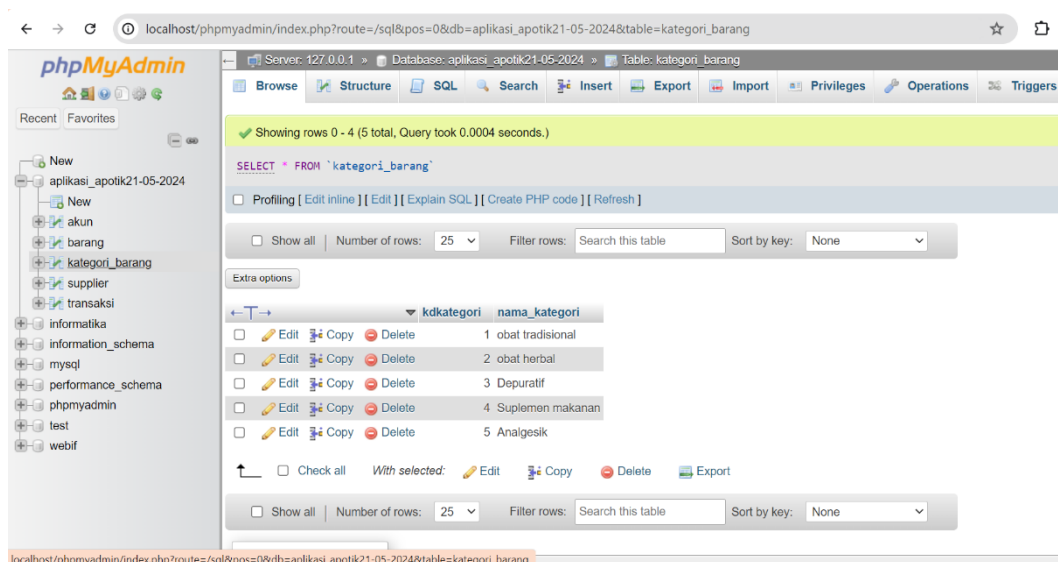 localhost/phpmyadmin/index.php?route=/sql&pos=0&db=aplikasi_apotik21-05-2024&table=kategori_barang
phpMyAdmin
Recent Favorites
New
aplikasi_apotik21-05-2024
New
akun
barang
kategori_barang
supplier
transaksi
informatika
information_schema
mysql
performance_schema
phpmyadmin
test
webif
Server: 127.0.0.1 » Database: aplikasi_apotik21-05-2024 » Table: kategori_barang
Browse Structure SQL Search Insert Export Import Privileges Operations Triggers
Showing rows 0 - 4 (5 total, Query took 0.0004 seconds.)
SELECT * FROM `kategori_barang`
Profiling [ Edit inline ] [ Edit ] [ Explain SQL ] [ Create PHP code ] [ Refresh ]
Show all | Number of rows: 25 Filter rows: Search this table Sort by key: None
Extra options
←T→ kdkategori nama_kategori
Edit Copy Delete 1 obat tradisional
Edit Copy Delete 2 obat herbal
Edit Copy Delete 3 Depuratif
Edit Copy Delete 4 Suplemen makanan
Edit Copy Delete 5 Analgesik
Check all With selected: Edit Copy Delete Export
Show all | Number of rows: 25 Filter rows: Search this table Sort by key: None
localhost/phpmyadmin/index.php?route=/sql&pos=0&db=aplikasi_apotik21-05-2024&table=kategori_barang